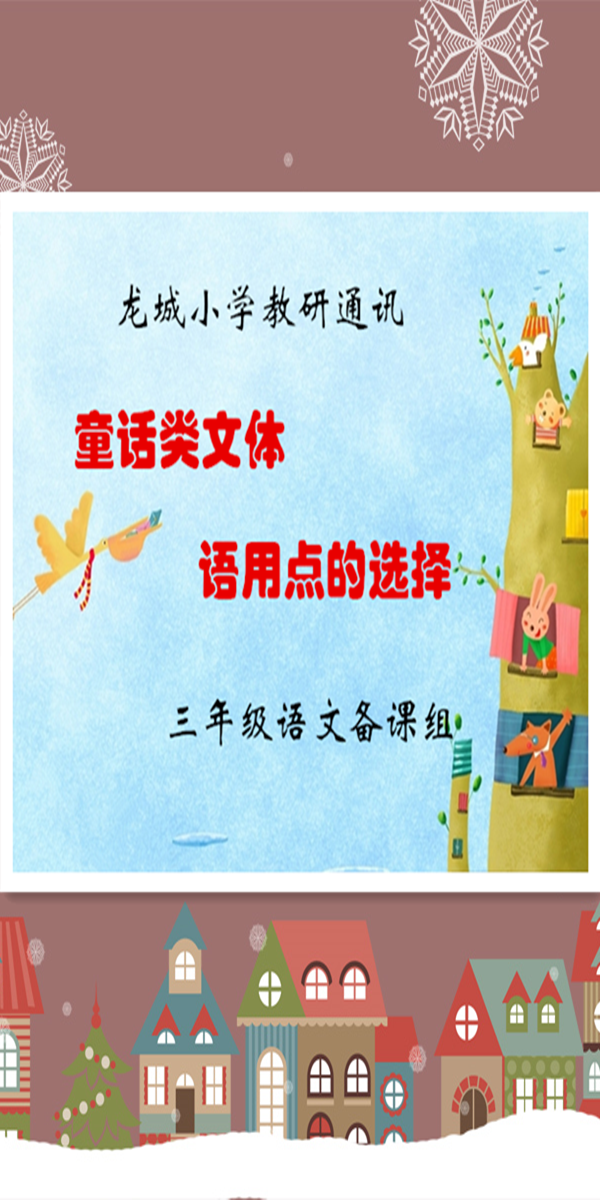 龙城小学教研通讯
童话类文体
语用点的选择
三年级语文备课组